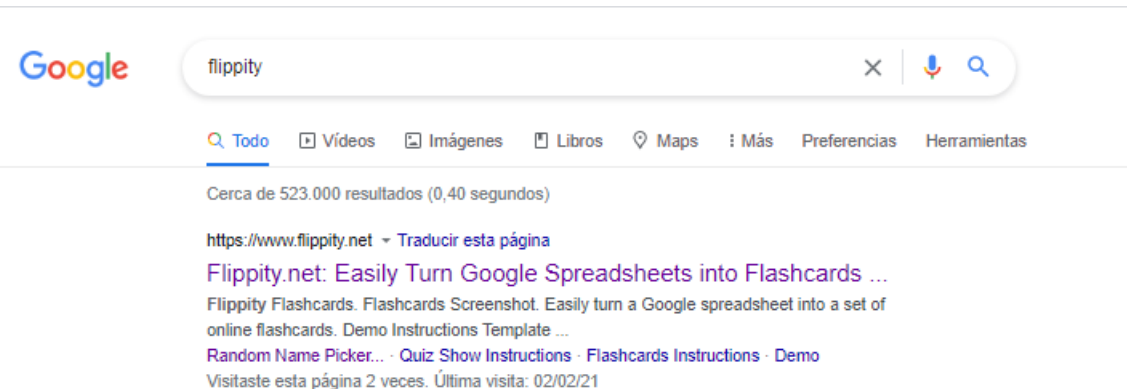 Google flippity
Todo Vídeos Imágenes Libros Maps Más Preferencias Herramientas
Cerca de 523.000 resultados (0,40 segundos)
https://www.flippity.net Traducir esta página
Flippity.net: Easily Turn Google Spreadsheets into Flashcards ...
Flippity Flashcards. Flashcards Screenshot. Easily turn a Google spreadsheet into a set of
online flashcards. Demo Instructions Template ...
Random Name Picker... · Quiz Show Instructions · Flashcards Instructions · Demo
Visitaste esta página 2 veces. Última visita: 02/02/21